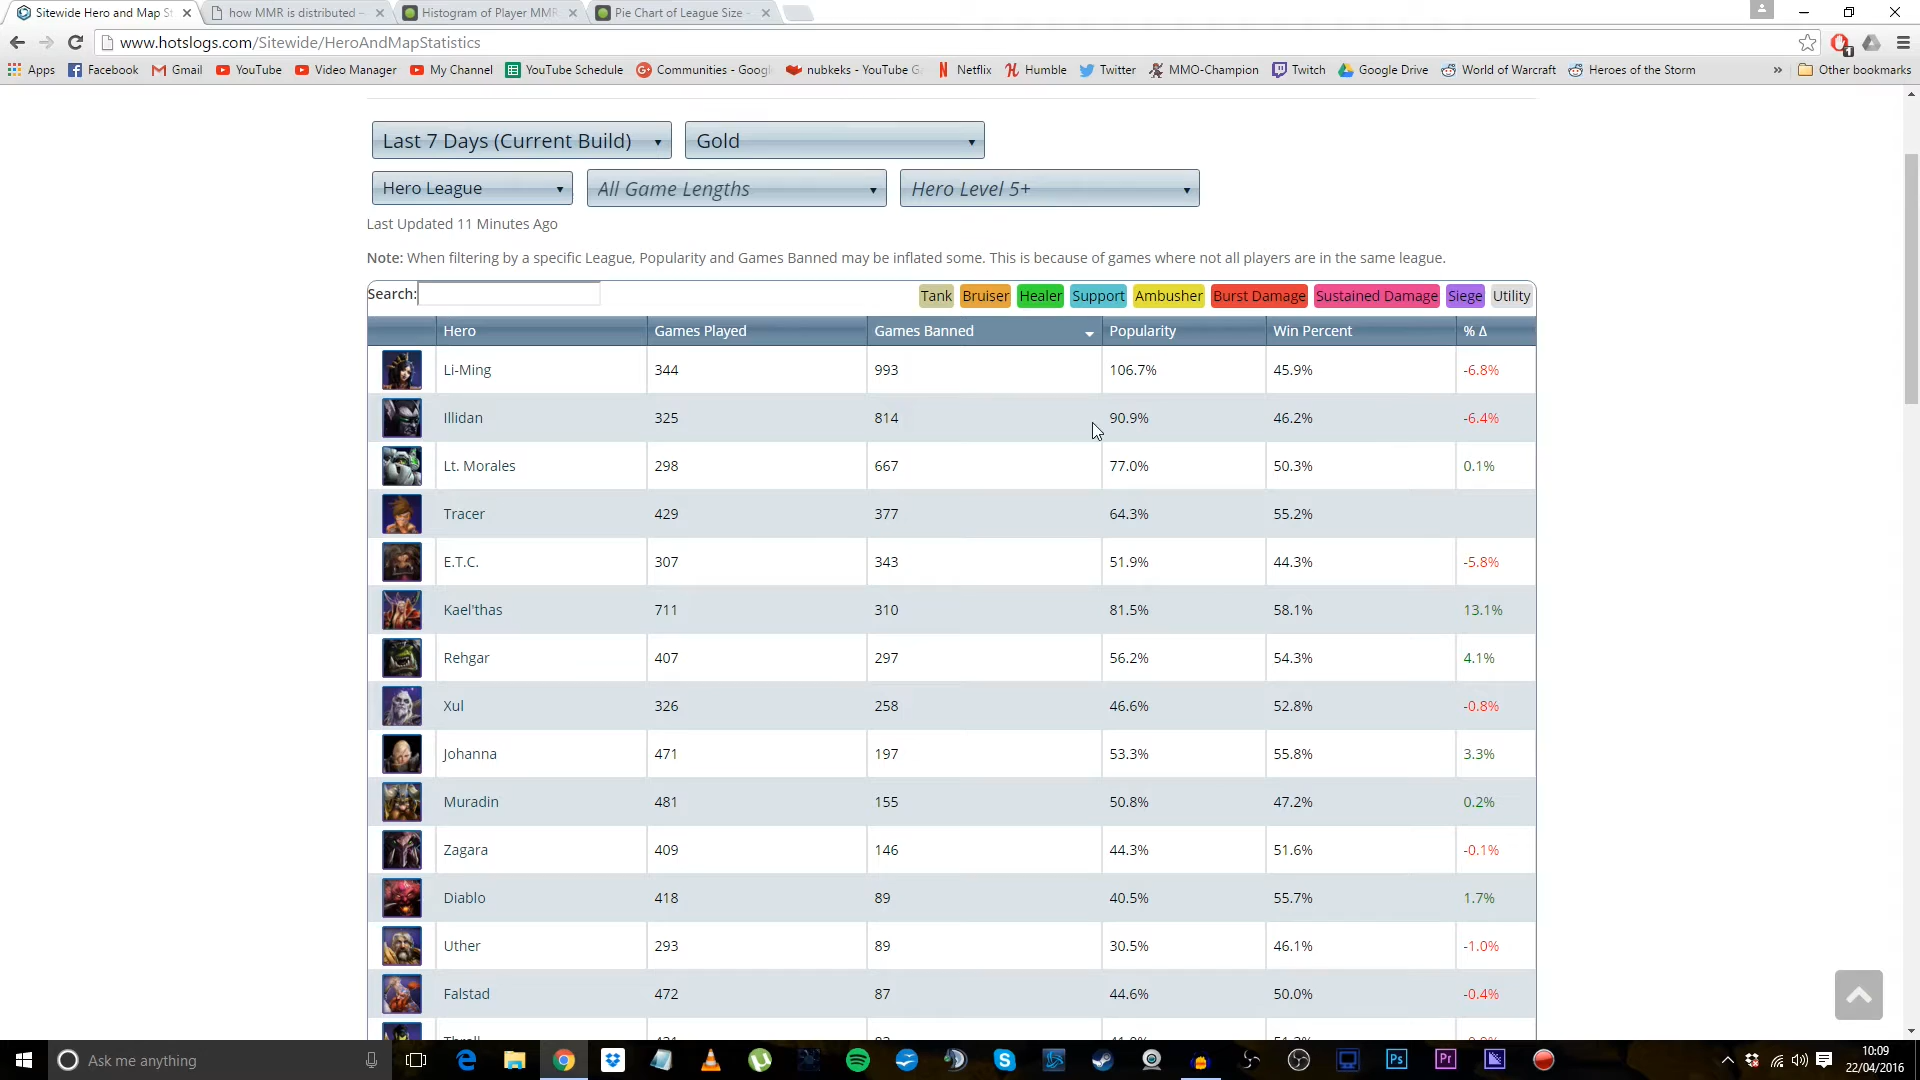 Sitewide Hero and Map St
how MMR is distributed –
Histogram of Player MMR
Pie Chart of League Size -
www.hotslogs.com/Sitewide/HeroAndMapStatistics
1
Apps Facebook Gmail YouTube Video Manager My Channel YouTube Schedule Communities - Googl nubkeks - YouTube G Netflix Humble Twitter MMO-Champion Twitch Google Drive World of Warcraft Heroes of the Storm » Other bookmarks
Last 7 Days (Current Build) Gold
Hero League All Game Lengths Hero Level 5+
Last Updated 11 Minutes Ago
Note: When filtering by a specific League, Popularity and Games Banned may be inflated some. This is because of games where not all players are in the same league.
Search: Tank Bruiser Healer Support Ambusher Burst Damage Sustained Damage Siege Utility
Hero Games Played Games Banned Popularity Win Percent % Δ
Li-Ming 344 993 106.7% 45.9% -6.8%
Illidan 325 814 90.9% 46.2% -6.4%
Lt. Morales 298 667 77.0% 50.3% 0.1%
Tracer 429 377 64.3% 55.2%
E.T.C. 307 343 51.9% 44.3% -5.8%
Kael'thas 711 310 81.5% 58.1% 13.1%
Rehgar 407 297 56.2% 54.3% 4.1%
Xul 326 258 46.6% 52.8% -0.8%
Johanna 471 197 53.3% 55.8% 3.3%
Muradin 481 155 50.8% 47.2% 0.2%
Zagara 409 146 44.3% 51.6% -0.1%
Diablo 418 89 40.5% 55.7% 1.7%
Uther 293 89 30.5% 46.1% -1.0%
Falstad 472 87 44.6% 50.0% -0.4%
Ask me anything
Ps Pr
10:09
22/04/2016